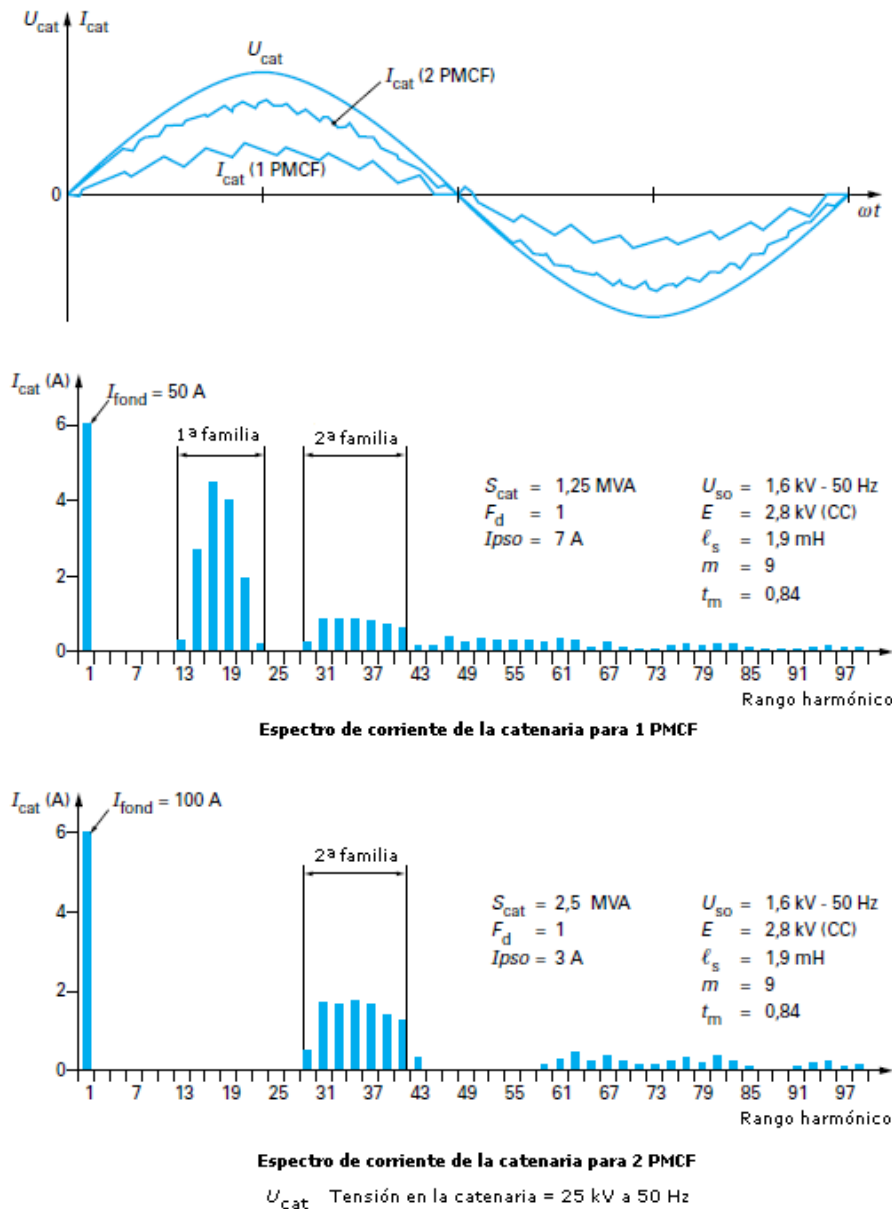 U_cat I_cat
U_cat
I_cat (2 PMCF)
I_cat (1 PMCF)
0
ωt
I_cat (A)
I_fond = 50 A
1ª familia
2ª familia
6
4
2
0
S_cat = 1,25 MVA
F_d = 1
Ipso = 7 A
U_so = 1,6 kV - 50 Hz
E = 2,8 kV (CC)
ℓ_s = 1,9 mH
m = 9
t_m = 0,84
1 7 13 19 25 31 37 43 49 55 61 67 73 79 85 91 97
Rango harmónico
Espectro de corriente de la catenaria para 1 PMCF
I_cat (A)
I_fond = 100 A
2ª familia
6
4
2
0
S_cat = 2,5 MVA
F_d = 1
Ipso = 3 A
U_so = 1,6 kV - 50 Hz
E = 2,8 kV (CC)
ℓ_s = 1,9 mH
m = 9
t_m = 0,84
1 7 13 19 25 31 37 43 49 55 61 67 73 79 85 91 97
Rango harmónico
Espectro de corriente de la catenaria para 2 PMCF
U_cat Tensión en la catenaria = 25 kV a 50 Hz